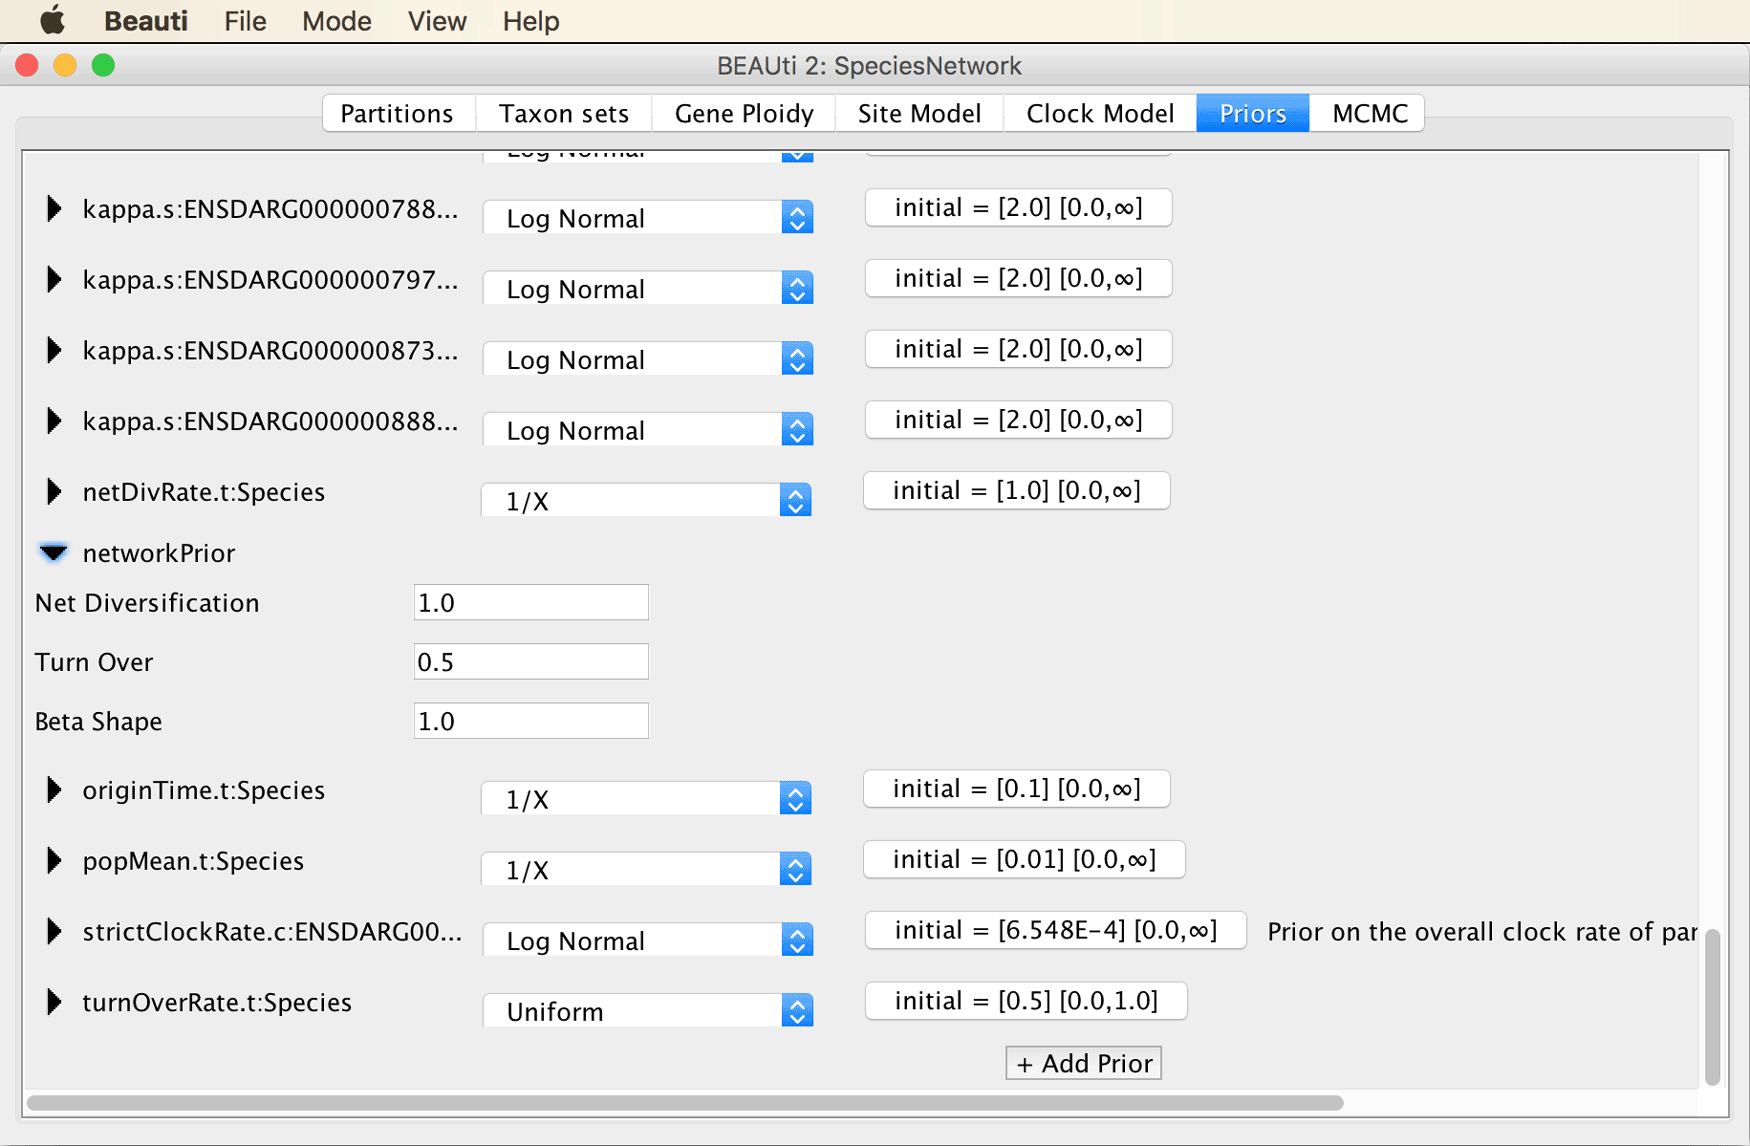 Beauti File Mode View Help
BEAUti 2: SpeciesNetwork
Partitions Taxon sets Gene Ploidy Site Model Clock Model Priors MCMC
Log Normal
kappa.s:ENSDARG000000788... Log Normal initial = [2.0] [0.0,∞]
kappa.s:ENSDARG000000797... Log Normal initial = [2.0] [0.0,∞]
kappa.s:ENSDARG000000873... Log Normal initial = [2.0] [0.0,∞]
kappa.s:ENSDARG000000888... Log Normal initial = [2.0] [0.0,∞]
netDivRate.t:Species 1/X initial = [1.0] [0.0,∞]
networkPrior
Net Diversification 1.0
Turn Over 0.5
Beta Shape 1.0
originTime.t:Species 1/X initial = [0.1] [0.0,∞]
popMean.t:Species 1/X initial = [0.01] [0.0,∞]
strictClockRate.c:ENSDARG00... Log Normal initial = [6.548E-4] [0.0,∞] Prior on the overall clock rate of par
turnOverRate.t:Species Uniform initial = [0.5] [0.0,1.0]
+ Add Prior